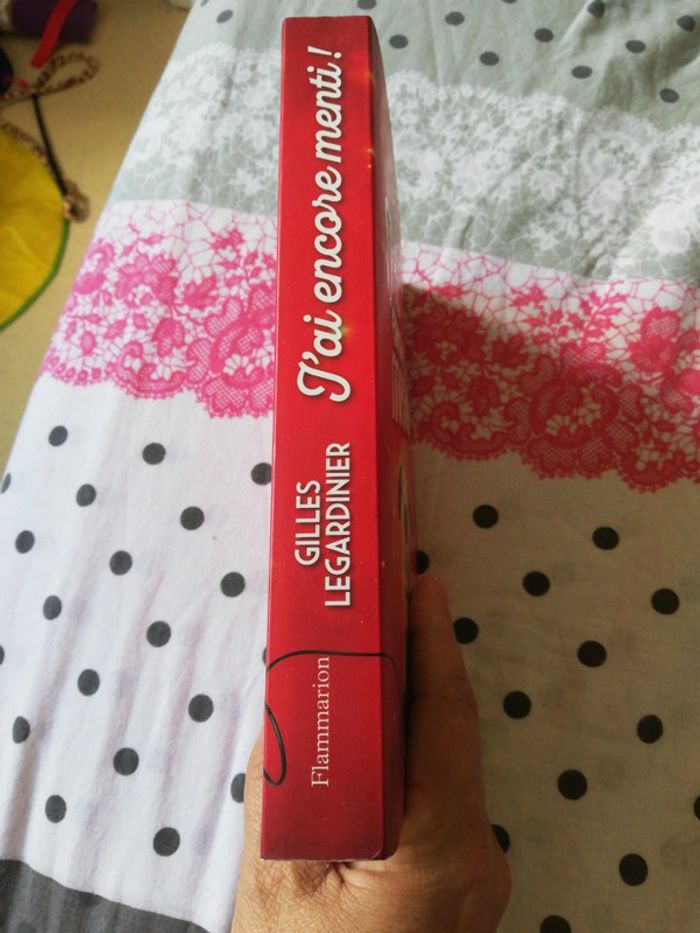 J'ai encore menti !
GILLES
LEGARDINIER
Flammarion